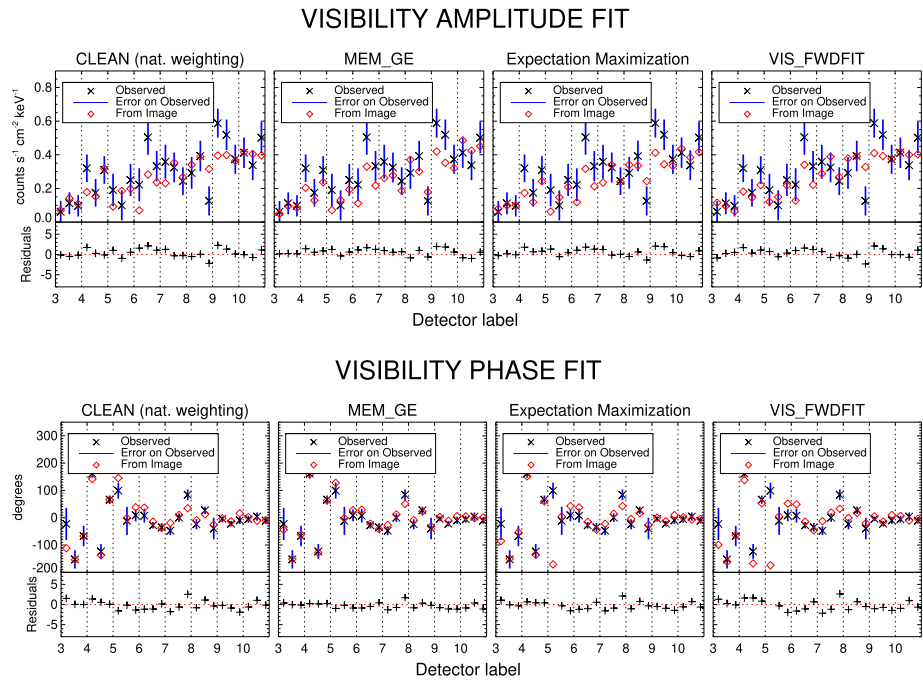 VISIBILITY AMPLITUDE FIT
CLEAN (nat. weighting) MEM_GE Expectation Maximization VIS_FWDFIT
Observed Observed Observed Observed
Error on Observed Error on Observed Error on Observed Error on Observed
From Image From Image From Image From Image
counts s⁻¹ cm⁻² keV⁻¹
0.8
0.6
0.4
0.2
0.0
Residuals
5
0
-5
3 4 5 6 7 8 9 10 3 4 5 6 7 8 9 10 3 4 5 6 7 8 9 10 3 4 5 6 7 8 9 10
Detector label
VISIBILITY PHASE FIT
CLEAN (nat. weighting) MEM_GE Expectation Maximization VIS_FWDFIT
Observed Observed Observed Observed
Error on Observed Error on Observed Error on Observed Error on Observed
From Image From Image From Image From Image
degrees
300
200
100
0
-100
-200
Residuals
5
0
-5
3 4 5 6 7 8 9 10 3 4 5 6 7 8 9 10 3 4 5 6 7 8 9 10 3 4 5 6 7 8 9 10
Detector label